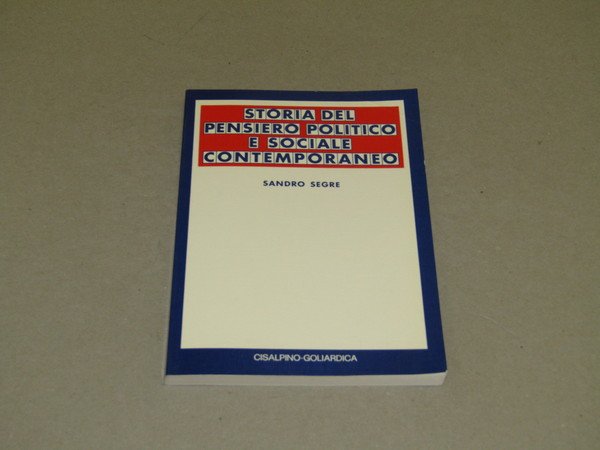 STORIA DEL
PENSIERO POLITICO
E SOCIALE
CONTEMPORANEO
SANDRO SEGRE
CISALPINO-GOLIARDICA